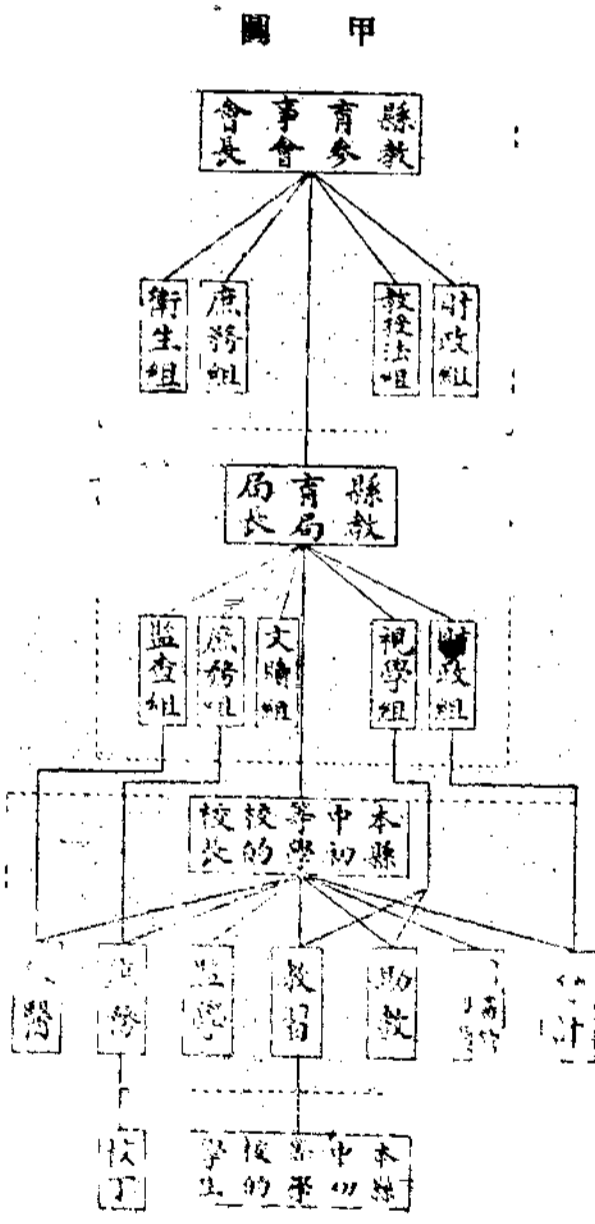 甲圖
縣教育參事會會長
財政組
教授法組
庶務組
衛生組
縣教育局局長
財政組
視學組
文牘組
庶務組
監查組
本縣中初等學校的校長
助教
教習
監學
庶務
醫
本縣中初等學校的學生
校丁